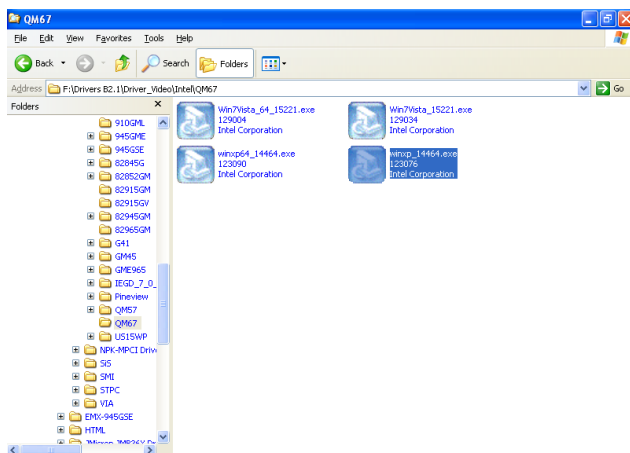 QM67
File Edit View Favorites Tools Help
Back Search Folders
Address F:\Drivers B2.1\Driver_Video\Intel\QM67 Go
Folders
910GML
945GME
945GSE
82845G
82852GM
82915GM
82915GV
82945GM
82965GM
G41
GM45
GME965
IEGD_7_0_
Pineview
QM57
QM67
US15WP
NPK-MPCI Drive
SiS
SMI
STPC
VIA
EMX-945GSE
HTML
Win7Vista_64_15221.exe
129004
Intel Corporation
Win7Vista_15221.exe
129034
Intel Corporation
winxp64_14464.exe
123090
Intel Corporation
winxp_14464.exe
123076
Intel Corporation